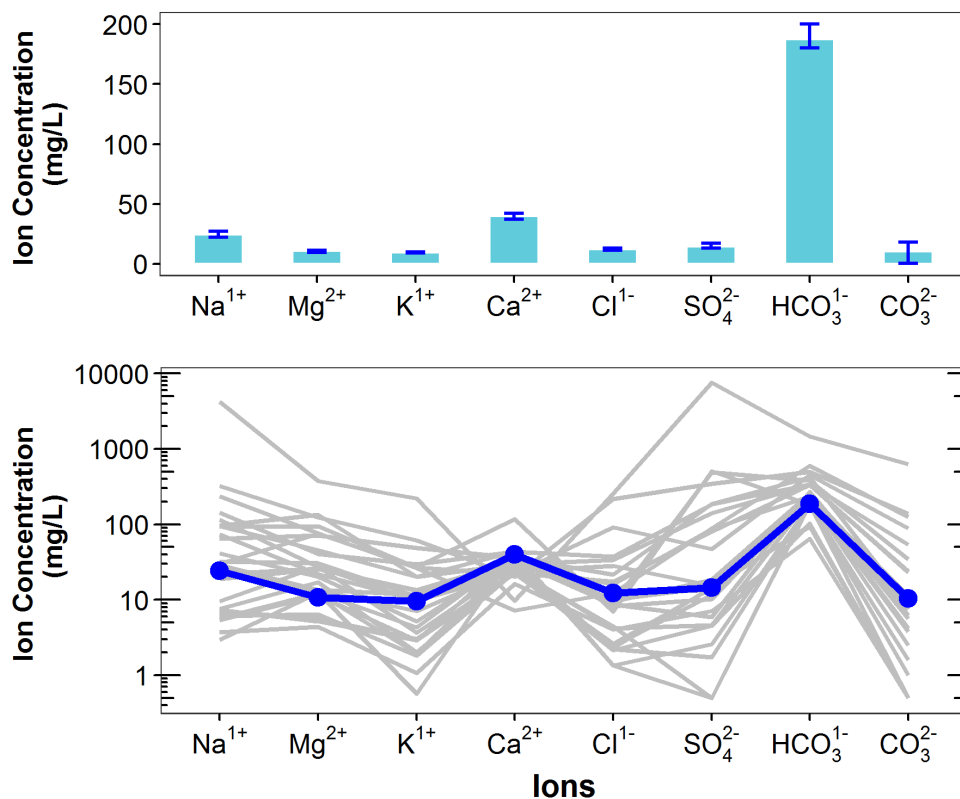 Ion Concentration
(mg/L)
200
150
100
50
0
Na1+ Mg2+ K1+ Ca2+ Cl1- SO42- HCO31- CO32-
Ion Concentration
(mg/L)
10000
1000
100
10
1
Na1+ Mg2+ K1+ Ca2+ Cl1- SO42- HCO31- CO32-
Ions